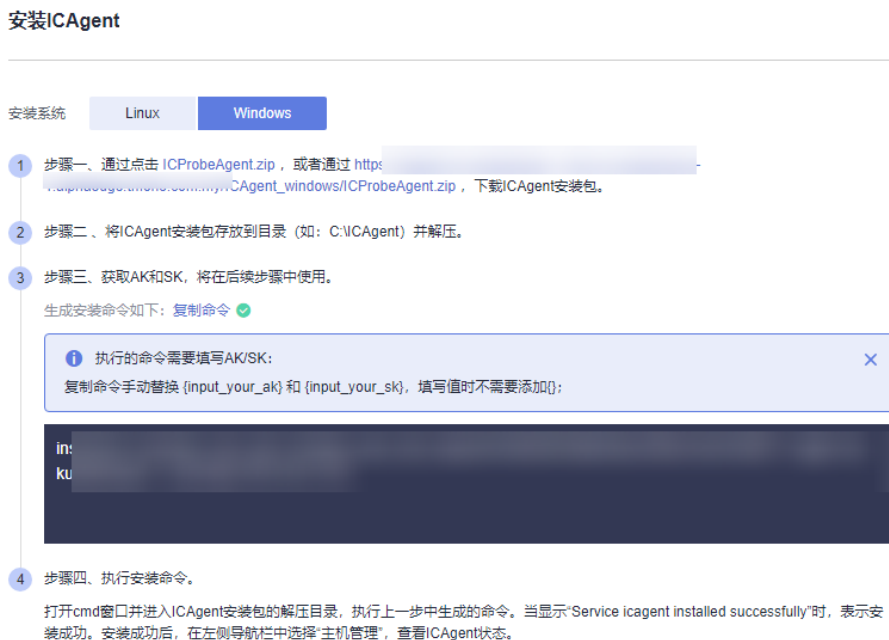 安装ICAgent
安装系统 Linux Windows
1 步骤一、通过点击 ICProbeAgent.zip ，或者通过 https
CAgent_windows/ICProbeAgent.zip ，下载ICAgent安装包。
2 步骤二 、将ICAgent安装包存放到目录（如：C:\ICAgent）并解压。
3 步骤三、获取AK和SK，将在后续步骤中使用。
生成安装命令如下：复制命令
执行的命令需要填写AK/SK：
复制命令手动替换 {input_your_ak} 和 {input_your_sk}，填写值时不需要添加{};
ins
ku
4 步骤四、执行安装命令。
打开cmd窗口并进入ICAgent安装包的解压目录，执行上一步中生成的命令。当显示“Service icagent installed successfully”时，表示安
装成功。安装成功后，在左侧导航栏中选择“主机管理”，查看ICAgent状态。